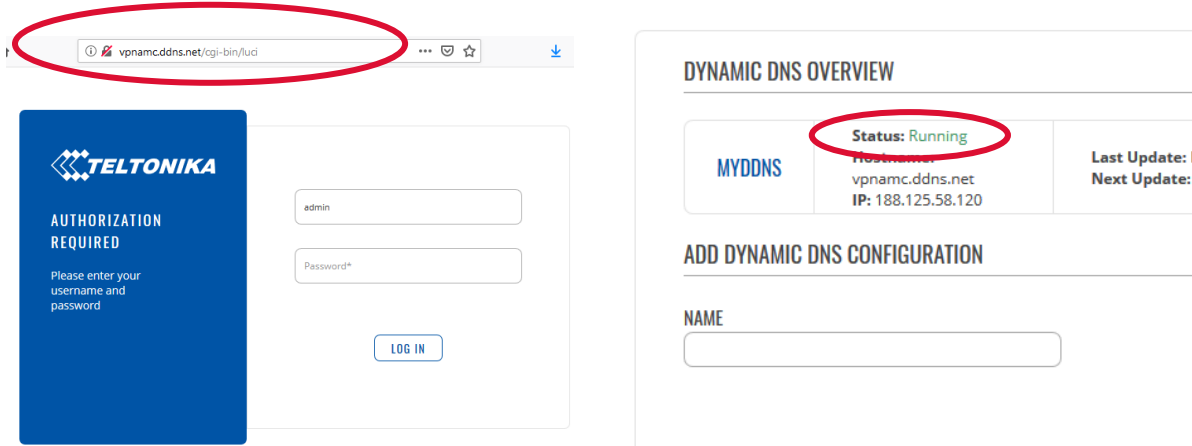 vpnamc.ddns.net/cgi-bin/luci
TELTONIKA
AUTHORIZATION
REQUIRED
Please enter your
username and
password
admin
Password*
LOG IN
DYNAMIC DNS OVERVIEW
MYDDNS
Status: Running
Hostname:
vpnamc.ddns.net
IP: 188.125.58.120
Last Update:
Next Update:
ADD DYNAMIC DNS CONFIGURATION
NAME